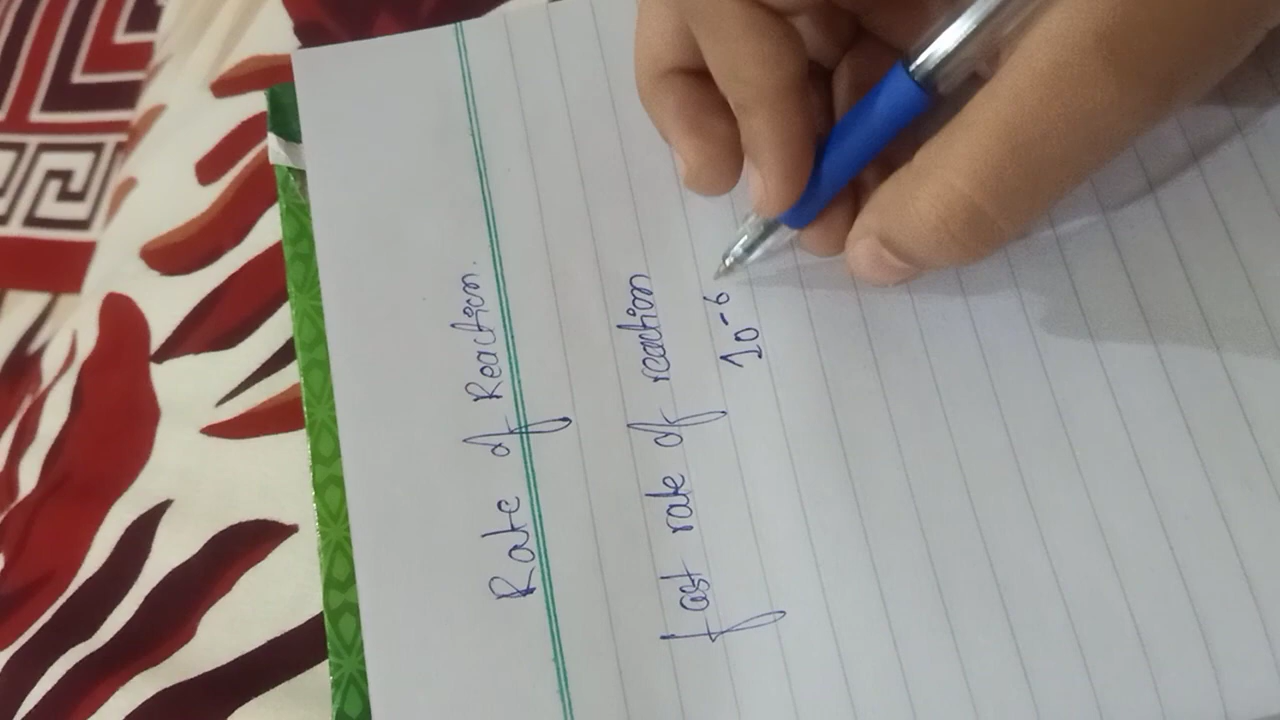 Rate of Reaction.
fast rate of reaction
10-6